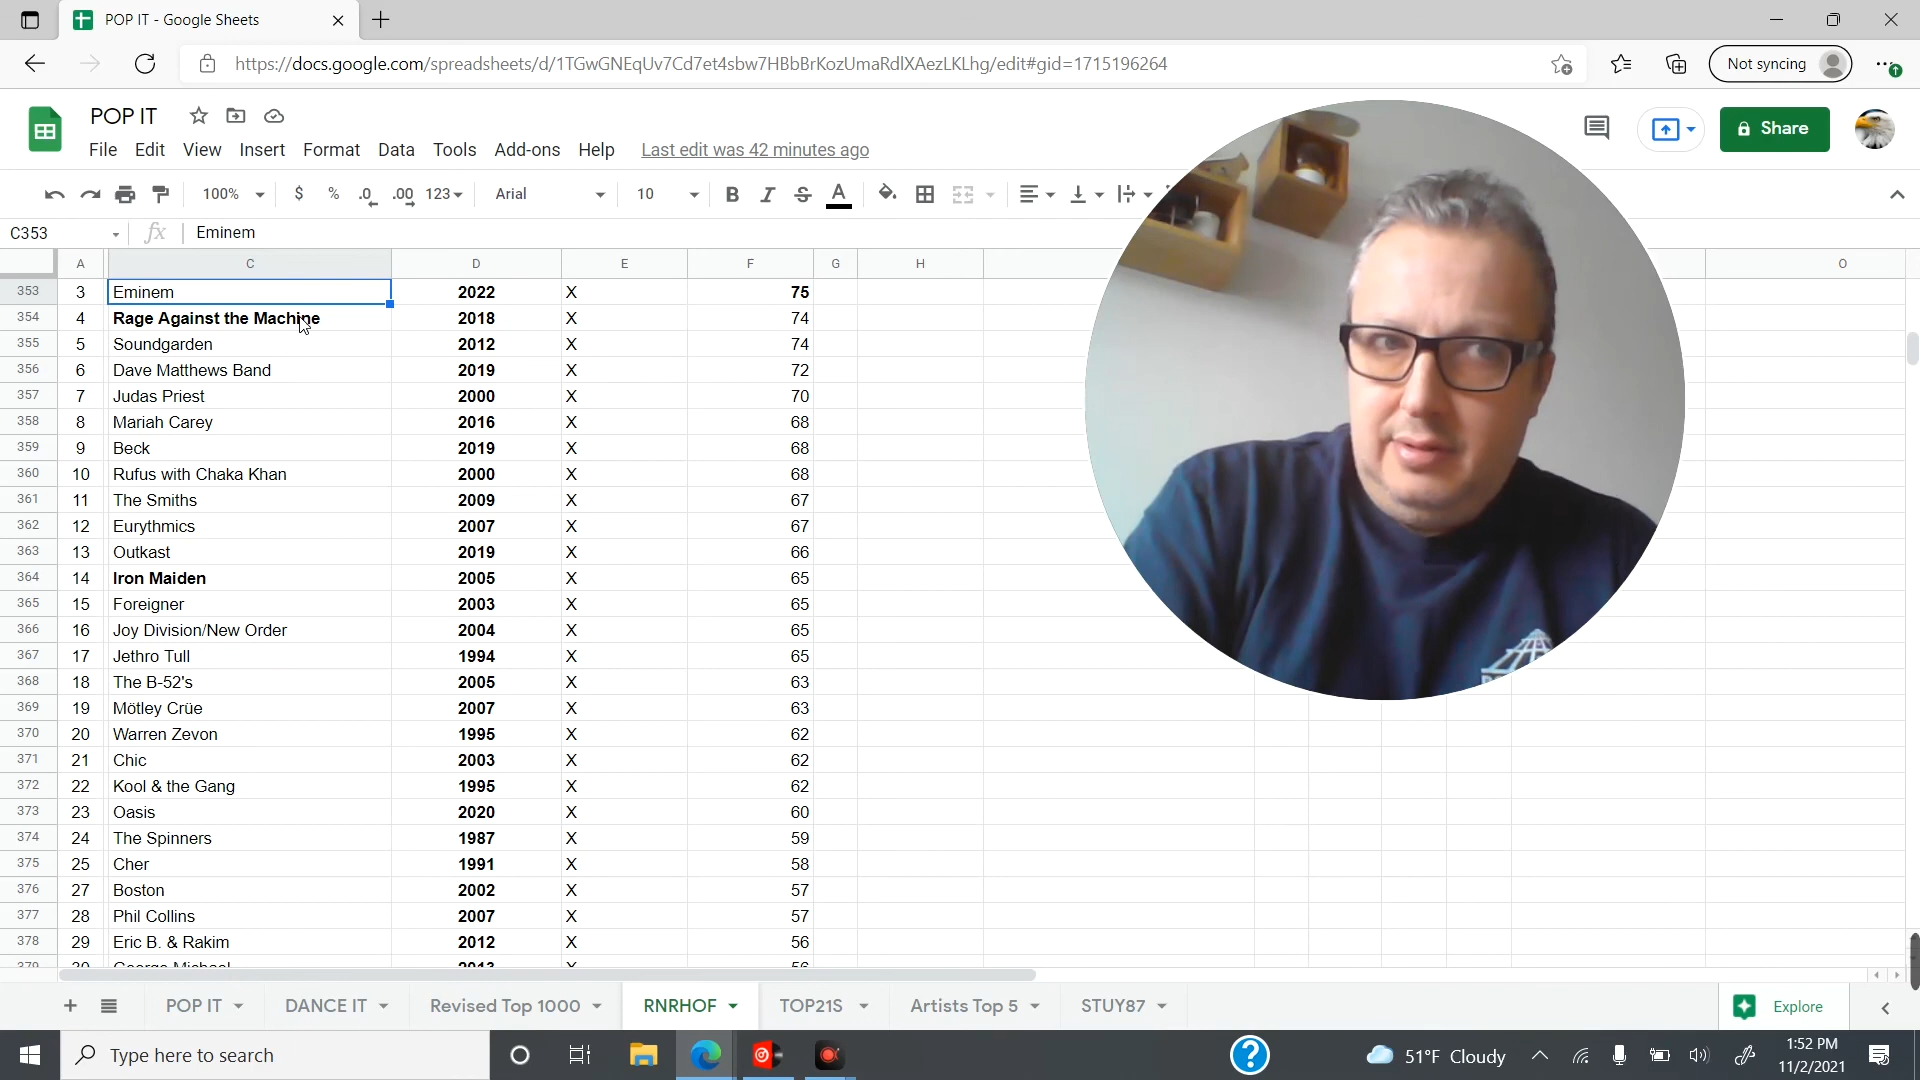 POP IT - Google Sheets
https://docs.google.com/spreadsheets/d/1TGwGNEqUv7Cd7et4sbw7HBbBrKozUmaRdlXAezLKLhg/edit#gid=1715196264
Not syncing
POP IT
File Edit View Insert Format Data Tools Add-ons Help Last edit was 42 minutes ago
Share
100% $ % .0 .00 123 Arial 10 B I S A
C353 fx Eminem
A C D E F G H O
353 3 Eminem 2022 X 75
354 4 Rage Against the Machine 2018 X 74
355 5 Soundgarden 2012 X 74
356 6 Dave Matthews Band 2019 X 72
357 7 Judas Priest 2000 X 70
358 8 Mariah Carey 2016 X 68
359 9 Beck 2019 X 68
360 10 Rufus with Chaka Khan 2000 X 68
361 11 The Smiths 2009 X 67
362 12 Eurythmics 2007 X 67
363 13 Outkast 2019 X 66
364 14 Iron Maiden 2005 X 65
365 15 Foreigner 2003 X 65
366 16 Joy Division/New Order 2004 X 65
367 17 Jethro Tull 1994 X 65
368 18 The B-52's 2005 X 63
369 19 Mötley Crüe 2007 X 63
370 20 Warren Zevon 1995 X 62
371 21 Chic 2003 X 62
372 22 Kool & the Gang 1995 X 62
373 23 Oasis 2020 X 60
374 24 The Spinners 1987 X 59
375 25 Cher 1991 X 58
376 27 Boston 2002 X 57
377 28 Phil Collins 2007 X 57
378 29 Eric B. & Rakim 2012 X 56
379 30 George Michael 2013 X 56
POP IT DANCE IT Revised Top 1000 RNRHOF TOP21S Artists Top 5 STUY87 Explore
Type here to search
51°F Cloudy
1:52 PM
11/2/2021